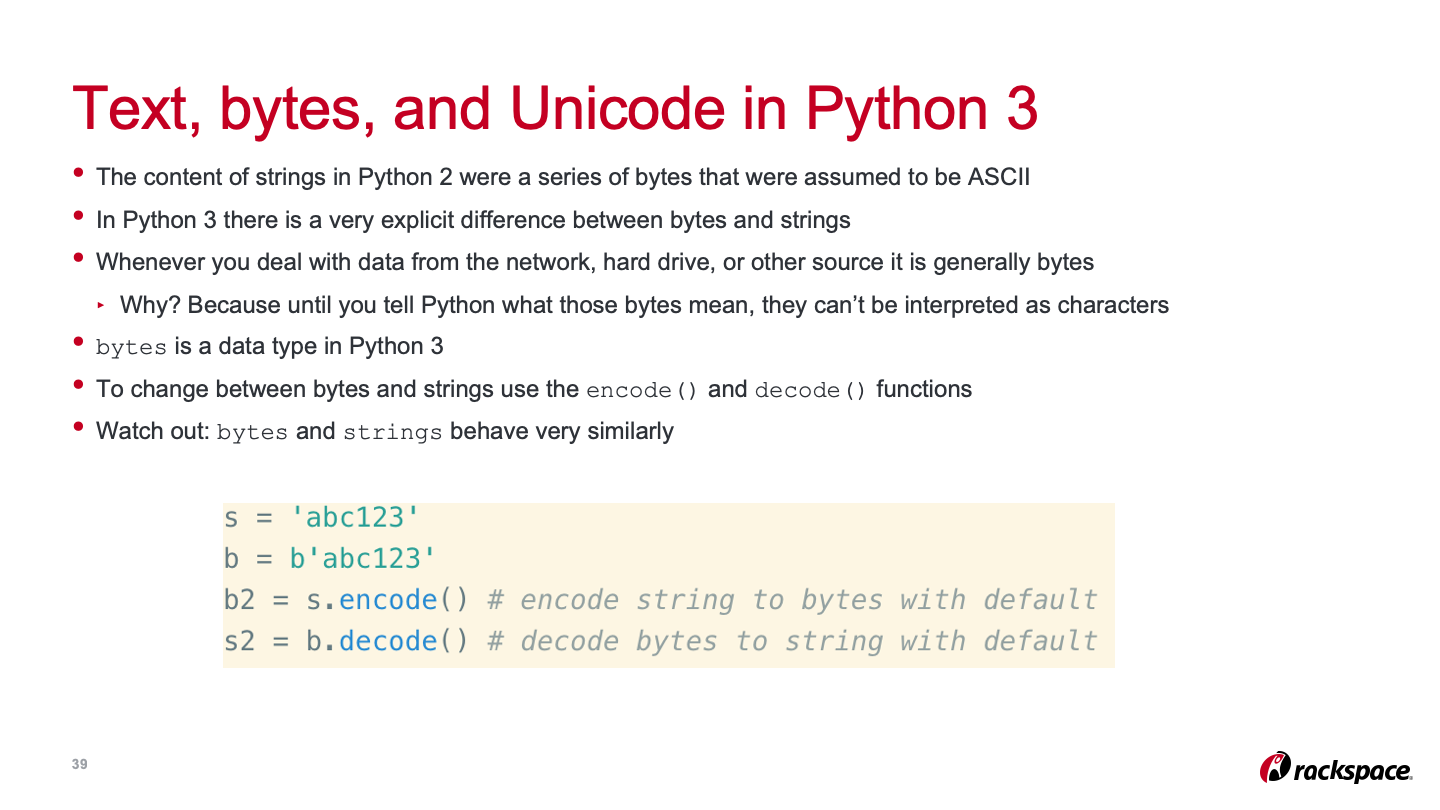 Text, bytes, and Unicode in Python 3
• The content of strings in Python 2 were a series of bytes that were assumed to be ASCII
• In Python 3 there is a very explicit difference between bytes and strings
• Whenever you deal with data from the network, hard drive, or other source it is generally bytes
▸ Why? Because until you tell Python what those bytes mean, they can’t be interpreted as characters
• bytes is a data type in Python 3
• To change between bytes and strings use the encode() and decode() functions
• Watch out: bytes and strings behave very similarly
s = 'abc123'
b = b'abc123'
b2 = s.encode() # encode string to bytes with default
s2 = b.decode() # decode bytes to string with default
39
rackspace.